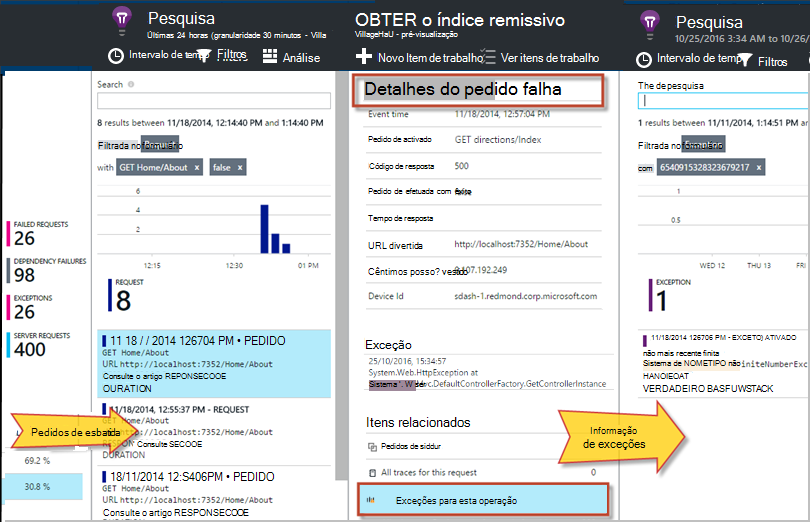 Pesquisa
Últimas 24 horas (granularidade 30 minutos - Villa
Intervalo de tempo
Filtros
Análise
FAILED REQUESTS
26
DEPENDENCY FAILURES
98
EXCEPTIONS
26
SERVER REQUESTS
400
69.2 %
30.8 %
Pedidos de
Search
8 results between 11/18/2014, 12:14:40 PM and 1:14:40 PM
Filtrada no formulário
with GET Home/About x false x
6
4
2
12:15
12:30
01 PM
REQUEST
8
11 18 / / 2014 126704 PM • PEDIDO
GET Home/About
URL http://localhost:7352/Home/About
Consulte o artigo REPONSECOOE
OURATION
11/18/2014, 12:55:37 PM - REQUEST
GET Home/About
http://localhost:7352/Home/About
Consulte SECOOE
DURATION
18/11/2014 12:S406PM • PEDIDO
GET Home/About
URL http://localhost:7352/Home/About
Consulte o artigo RESPONSECOOE
OBTER o índice remissivo
VillageHaU - pré-visualização
Novo Item de trabalho
Ver itens de trabalho
Detalhes do pedido falha
Event time 11/18/2014, 12:57:04 PM
Pedido de activado GET directions/Index
Código de resposta 500
Pedido de efetuada com
Tempo de resposta
URL divertida http://localhost:7352/Home/About
Cêntimos posso? vestido 107.192.249
Device Id sdash-1.redmond.corp.microsoft.com
Exceção
25/10/2016, 15:34:57
System.Web.HttpException at
Sistema". W .DefaultControllerFactory.GetControllerInstance
Itens relacionados
Pedidos de siddur
All traces for this request 0
Exceções para esta operação
Informação
de exceções
Pesquisa
10/25/2016 3:34 AM to 10/26/
Intervalo de temp
Filtros
The de pesquisa
1 results between 10/11/2011, 1:14:51 PM an
Filtrada no formulário
com 6540915328323679217 x
1
0.5
WED 12
THU 13
FRI
EXCEPTION
1
11/18/2014 126706 PM - EXCETO) ATIVADO
não mais recente finita
Sistema de NOMETIPO não initeNumberExc
HANOIEOAT
VERDADEIRO BASFUWSTACK